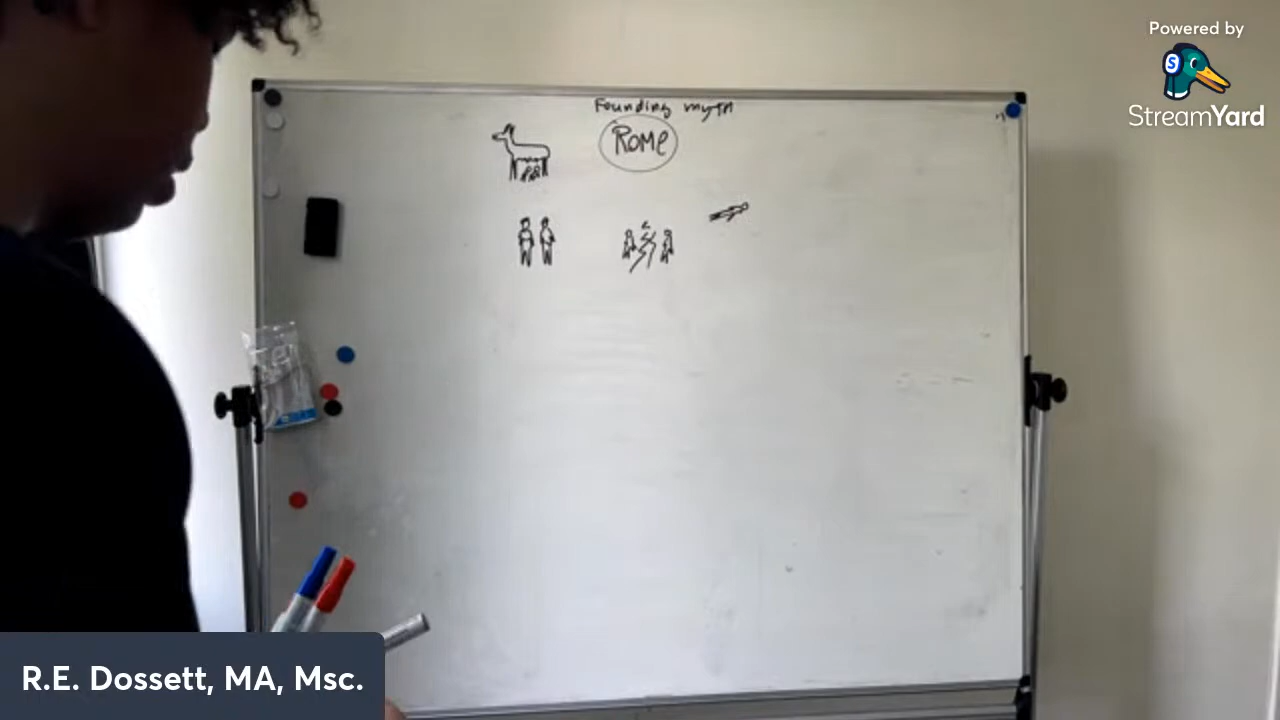 Powered by
S
StreamYard
Founding myth
Rome
R.E. Dossett, MA, Msc.